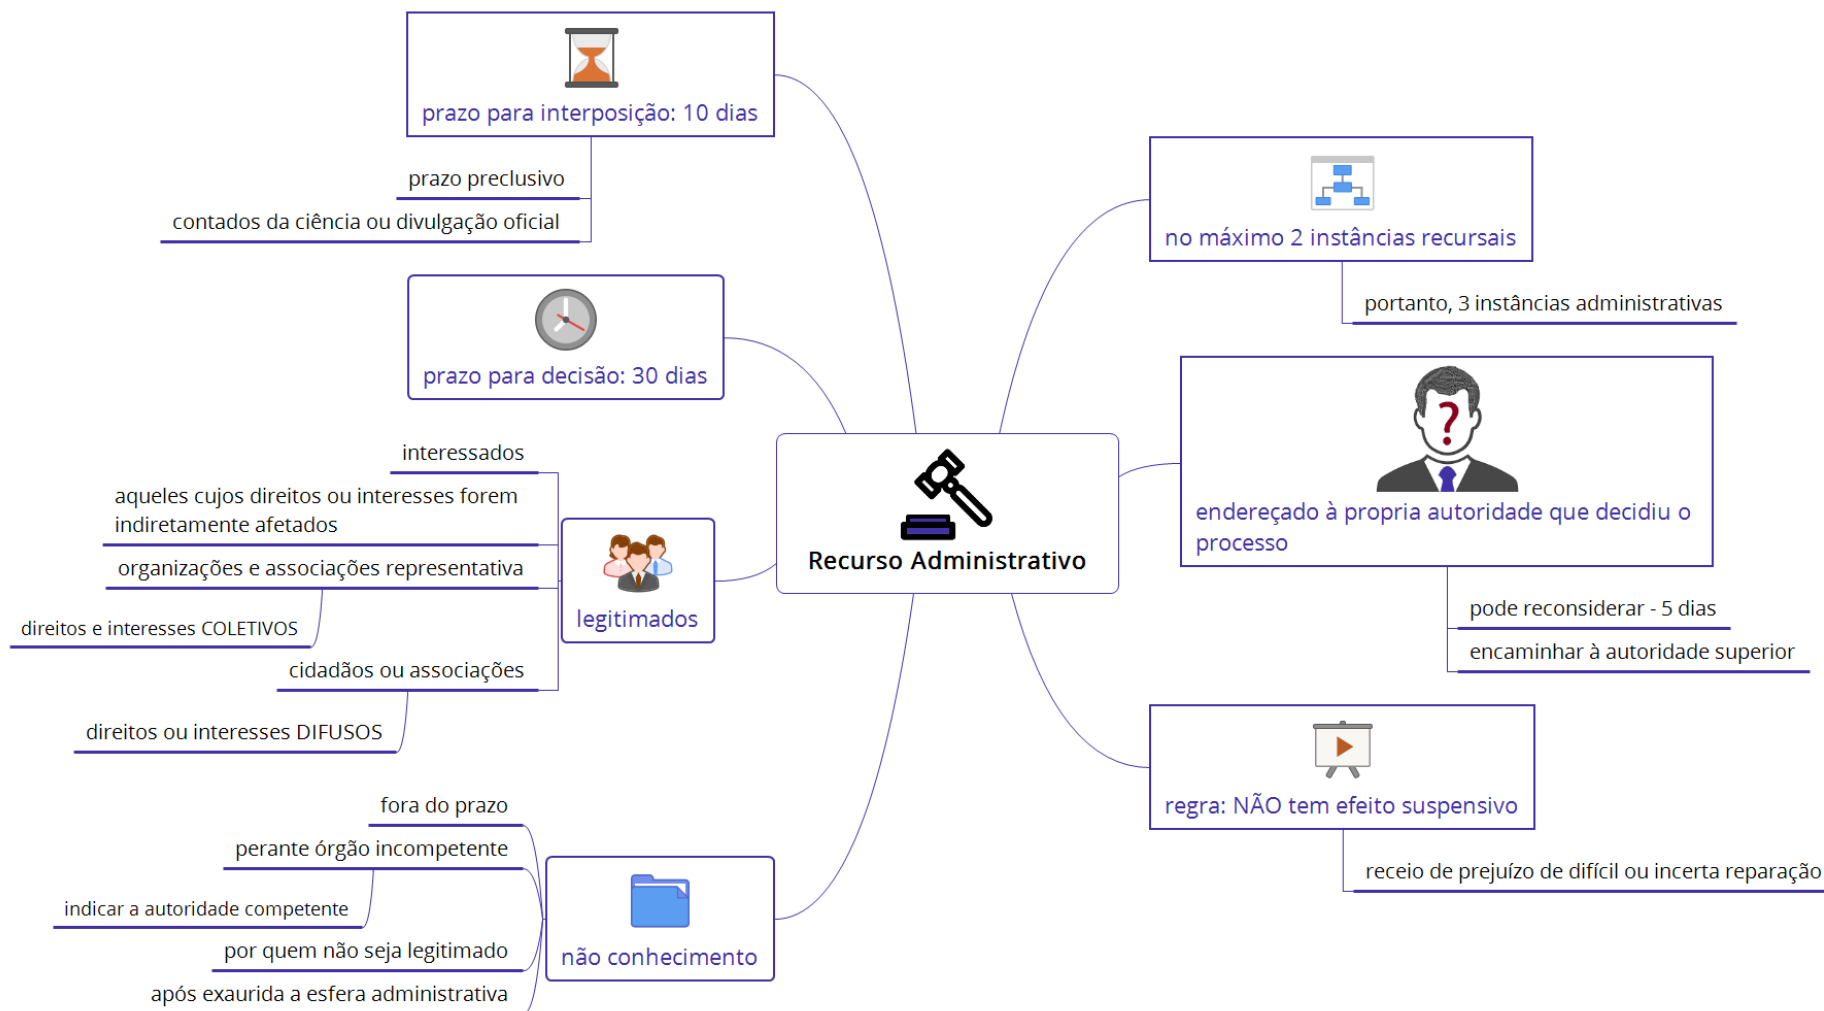 prazo para interposição: 10 dias
prazo preclusivo
contados da ciência ou divulgação oficial
prazo para decisão: 30 dias
interessados
aqueles cujos direitos ou interesses forem
indiretamente afetados
organizações e associações representativa
direitos e interesses COLETIVOS
cidadãos ou associações
direitos ou interesses DIFUSOS
legitimados
fora do prazo
perante órgão incompetente
indicar a autoridade competente
por quem não seja legitimado
após exaurida a esfera administrativa
não conhecimento
Recurso Administrativo
no máximo 2 instâncias recursais
portanto, 3 instâncias administrativas
?
endereçado à propria autoridade que decidiu o
processo
pode reconsiderar - 5 dias
encaminhar à autoridade superior
regra: NÃO tem efeito suspensivo
receio de prejuízo de difícil ou incerta reparação